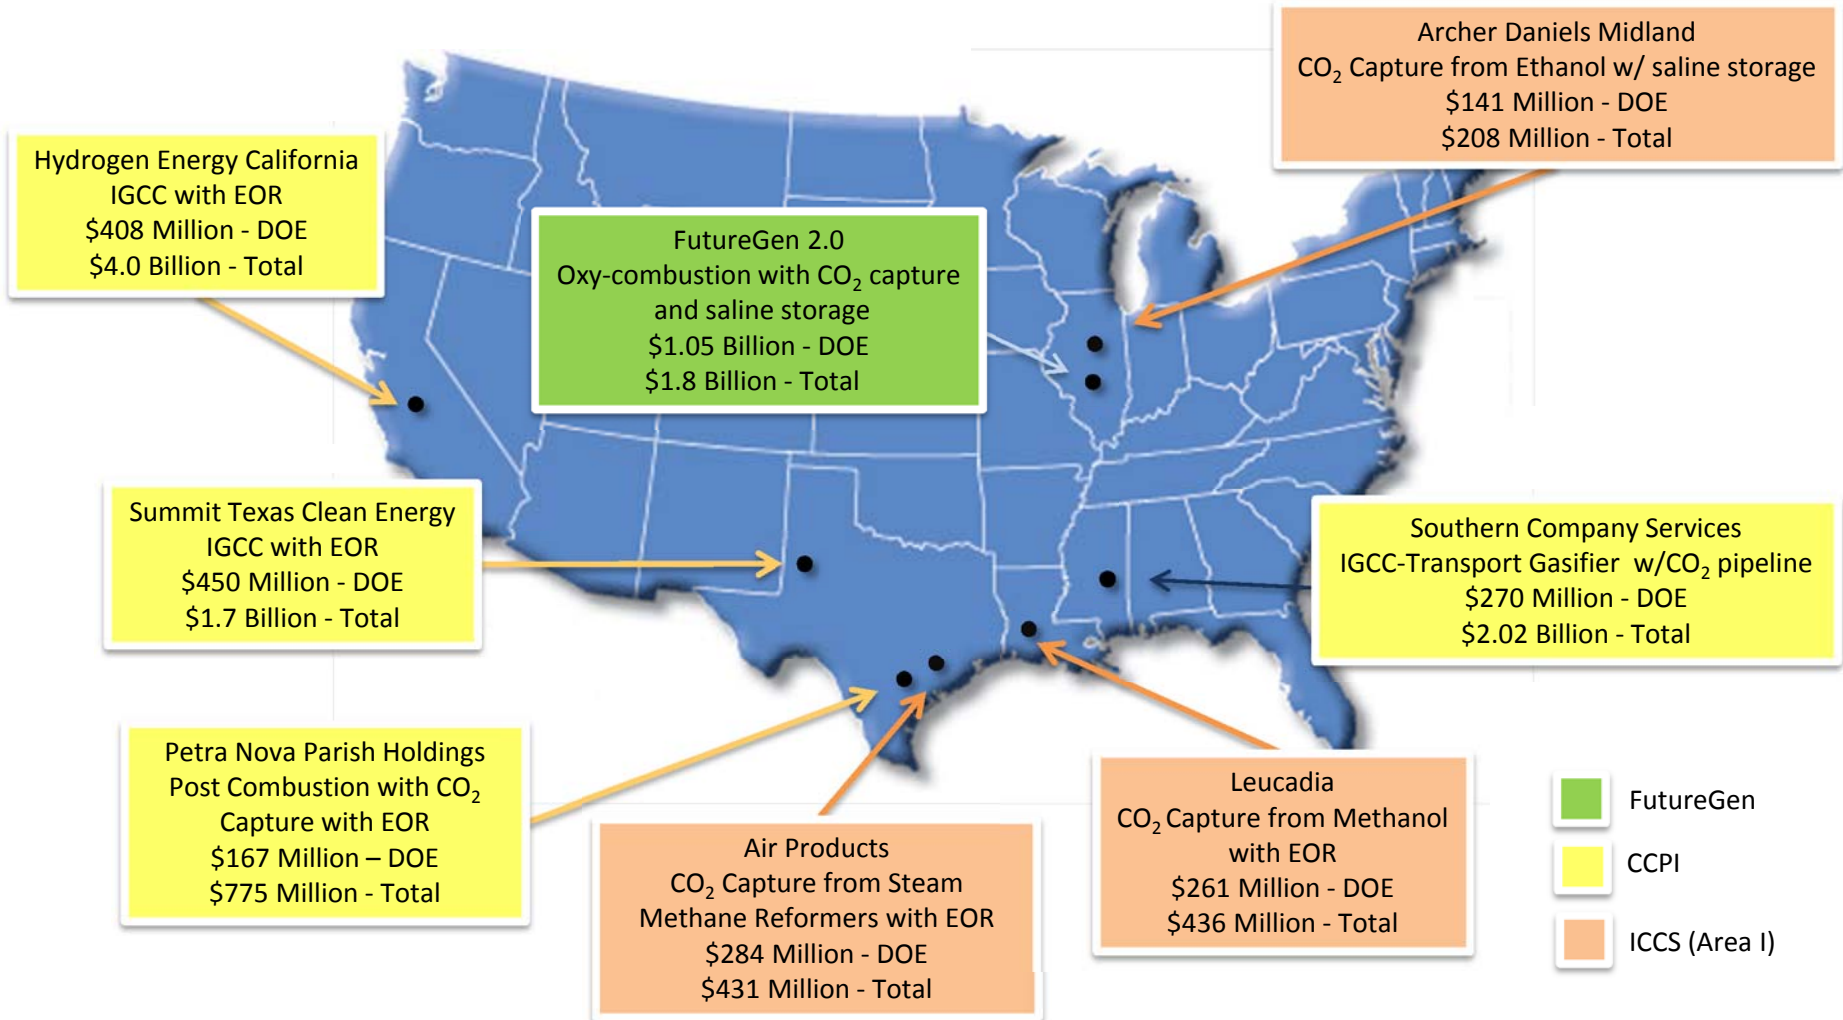 Archer Daniels Midland
CO₂ Capture from Ethanol w/ saline storage
$141 Million - DOE
$208 Million - Total
Hydrogen Energy California
IGCC with EOR
$408 Million - DOE
$4.0 Billion - Total
FutureGen 2.0
Oxy-combustion with CO₂ capture
and saline storage
$1.05 Billion - DOE
$1.8 Billion - Total
Summit Texas Clean Energy
IGCC with EOR
$450 Million - DOE
$1.7 Billion - Total
Southern Company Services
IGCC-Transport Gasifier w/CO₂ pipeline
$270 Million - DOE
$2.02 Billion - Total
Petra Nova Parish Holdings
Post Combustion with CO₂
Capture with EOR
$167 Million – DOE
$775 Million - Total
Air Products
CO₂ Capture from Steam
Methane Reformers with EOR
$284 Million - DOE
$431 Million - Total
Leucadia
CO₂ Capture from Methanol
with EOR
$261 Million - DOE
$436 Million - Total
FutureGen
CCPI
ICCS (Area I)